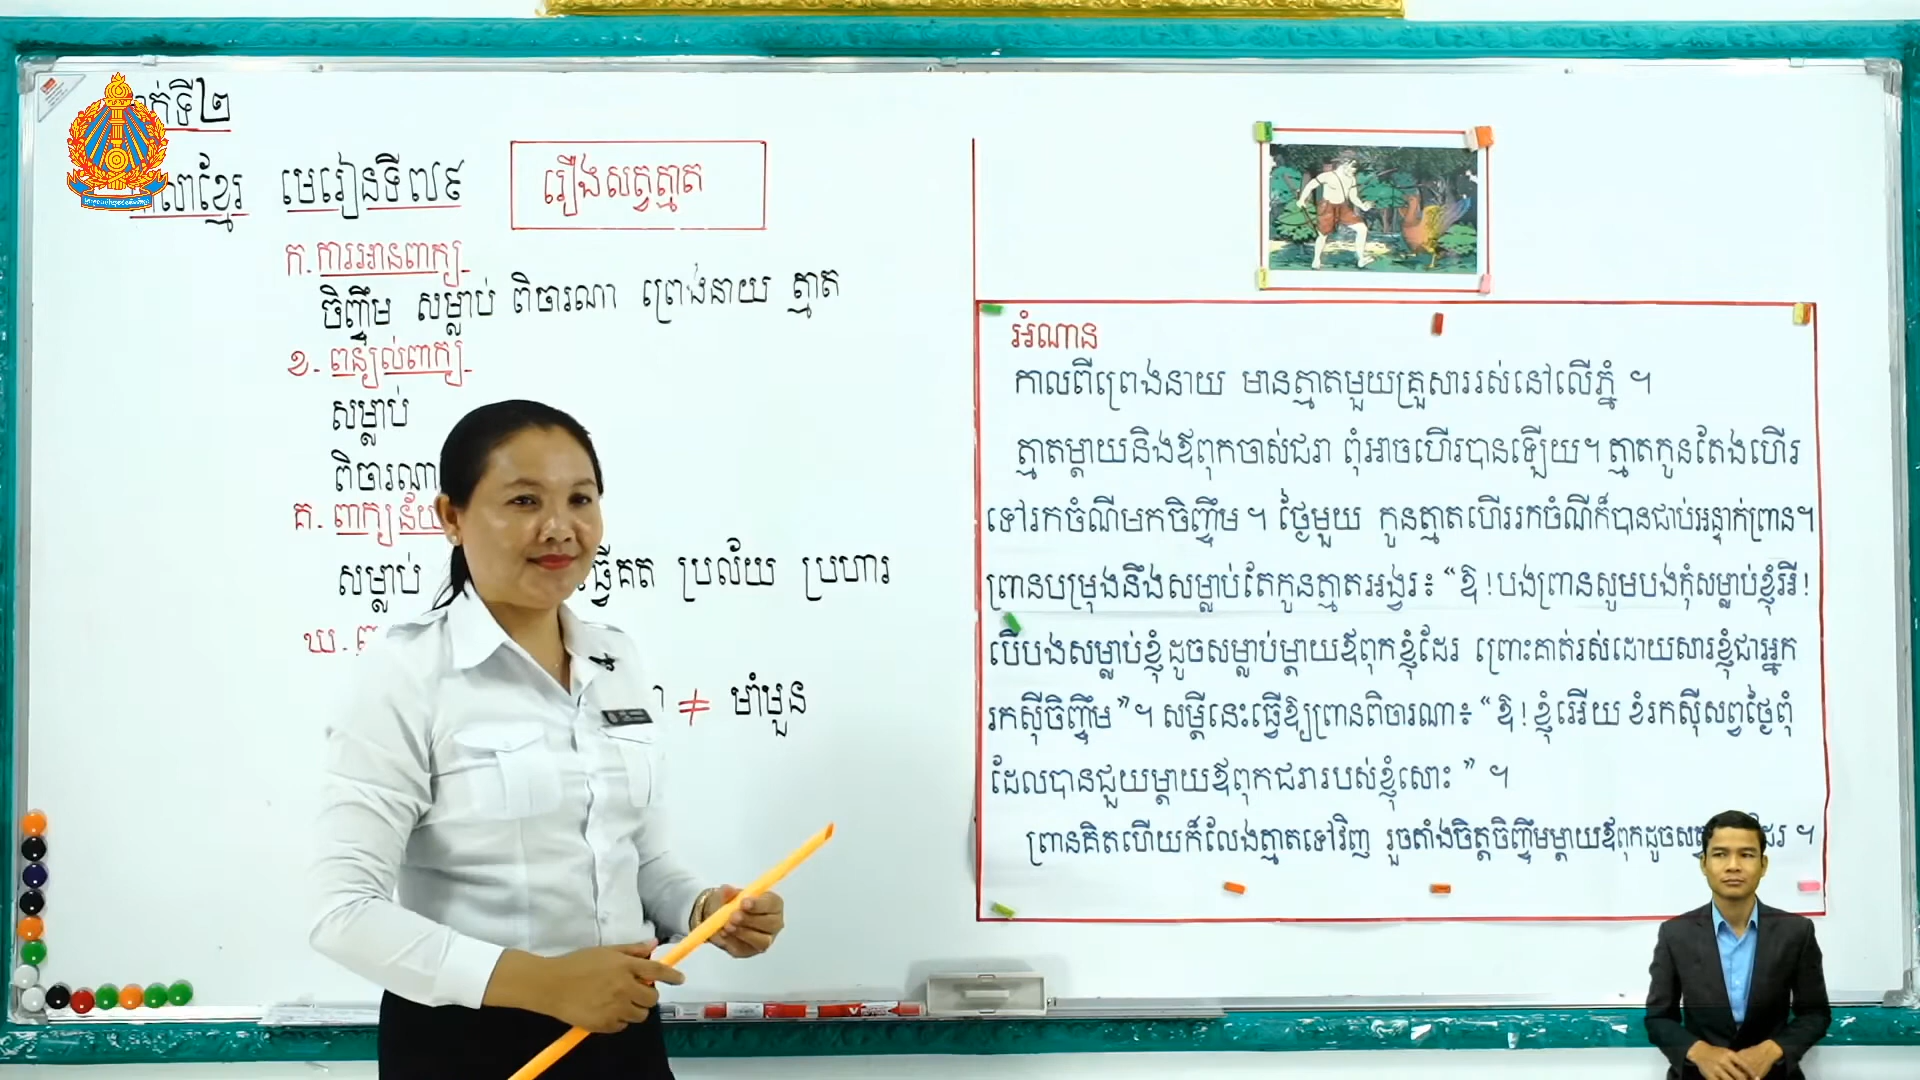 ភាសាខ្មែរ មេរៀនទី៧៩
រឿងសត្វត្មាត
ក. ការអានពាក្យ
ចិញ្ចឹម សម្លាប់ ពិចារណា ព្រេងនាយ ត្មាត
ខ. ពន្យល់ពាក្យ
សម្លាប់
ពិចារណា
គ. ពាក្យន័យ
សម្លាប់ ធ្វើគត ប្រល័យ ប្រហារ
ឃ.
≠ មាំមួន
អំណាន
កាលពីព្រេងនាយ មានត្មាតមួយគ្រួសាររស់នៅលើភ្នំ ។
ត្មាតម្តាយនិងឪពុកចាស់ជរា ពុំអាចហើរបានឡើយ។ ត្មាតកូនតែងហើរ
ទៅរកចំណីមកចិញ្ចឹម ។ ថ្ងៃមួយ កូនត្មាតហើររកចំណីក៏បានជាប់អន្ទាក់ព្រាន។
ព្រានបម្រុងនឹងសម្លាប់តែកូនត្មាតអង្វរ៖ “ឱ !បងព្រានសូមបងកុំសម្លាប់ខ្ញុំអី!
បើបងសម្លាប់ខ្ញុំ ដូចសម្លាប់ម្តាយឪពុកខ្ញុំដែរ ព្រោះគាត់រស់ដោយសារខ្ញុំជាអ្នក
រកស៊ីចិញ្ចឹម ”។ សម្តីនេះធ្វើឱ្យព្រានពិចារណា៖ “ ឱ ! ខ្ញុំអើយ ខំរកស៊ីសព្វថ្ងៃពុំ
ដែលបានជួយម្តាយឪពុកជរារបស់ខ្ញុំសោះ ” ។
ព្រានគិតហើយក៏លែងត្មាតទៅវិញ រួចតាំងចិត្តចិញ្ចឹមម្តាយឪពុកដូចសត្វ ដែរ ។